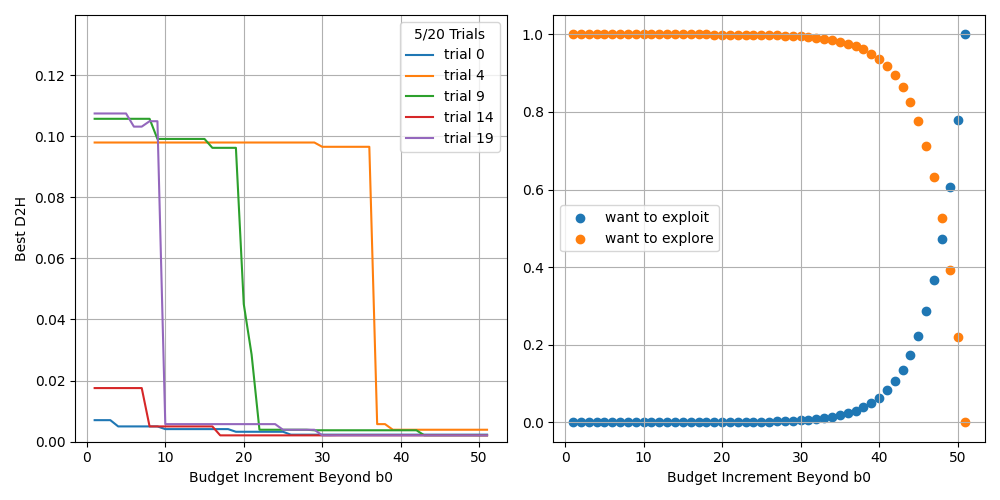 5/20 Trials
trial 0
trial 4
trial 9
trial 14
trial 19
0.12
0.10
0.08
0.06
0.04
0.02
0.00
Best D2H
0 10 20 30 40 50
Budget Increment Beyond b0
1.0
0.8
0.6
0.4
0.2
0.0
want to exploit
want to explore
0 10 20 30 40 50
Budget Increment Beyond b0